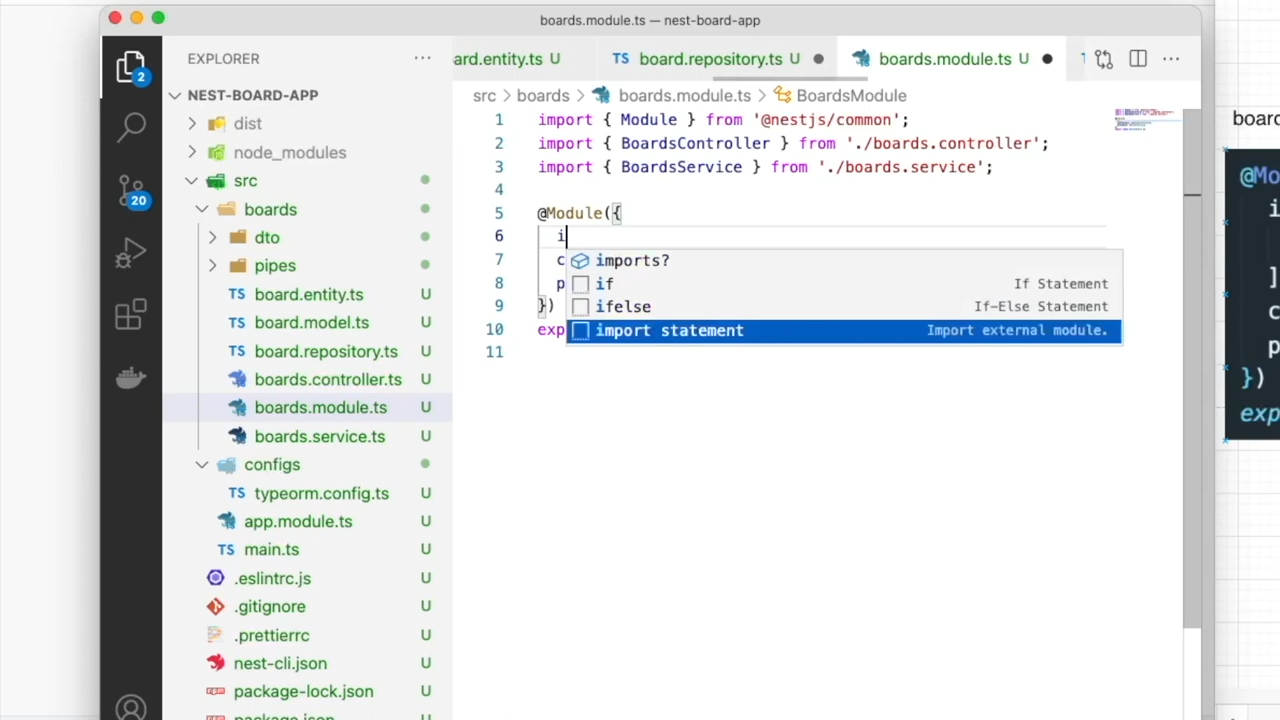 boards.module.ts — nest-board-app
EXPLORER
ard.entity.ts U
TS board.repository.ts U
boards.module.ts U
2
NEST-BOARD-APP
src > boards > boards.module.ts > BoardsModule
dist
node_modules
src
boards
dto
pipes
TS board.entity.ts U
TS board.model.ts U
TS board.repository.ts U
boards.controller.ts U
boards.module.ts U
boards.service.ts U
configs
TS typeorm.config.ts U
app.module.ts U
TS main.ts U
.eslintrc.js U
.gitignore U
.prettierrc U
nest-cli.json U
package-lock.json U
20
1 import { Module } from '@nestjs/common';
2 import { BoardsController } from './boards.controller';
3 import { BoardsService } from './boards.service';
4
5 @Module({
6 i
7 c
8 p
9 })
10 exp
11
imports?
if If Statement
ifelse If-Else Statement
import statement Import external module.
board
@Mo
i
]
c
p
})
exp